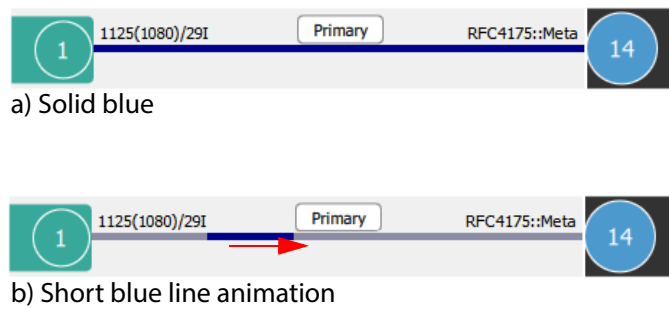 1 1125(1080)/29I Primary RFC4175::Meta 14
a) Solid blue
1 1125(1080)/29I Primary RFC4175::Meta 14
b) Short blue line animation